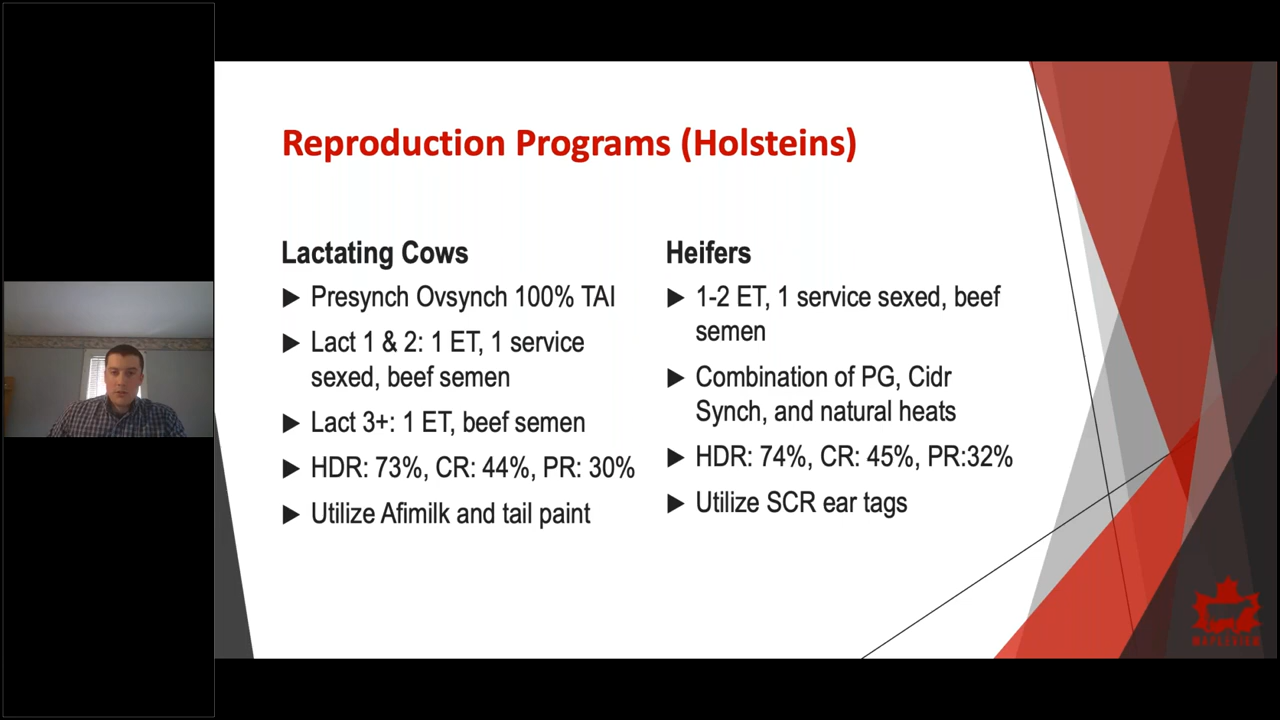 Reproduction Programs (Holsteins)
Lactating Cows
Presynch Ovsynch 100% TAI
Lact 1 & 2: 1 ET, 1 service
sexed, beef semen
Lact 3+: 1 ET, beef semen
HDR: 73%, CR: 44%, PR: 30%
Utilize Afimilk and tail paint
Heifers
1-2 ET, 1 service sexed, beef
semen
Combination of PG, Cidr
Synch, and natural heats
HDR: 74%, CR: 45%, PR:32%
Utilize SCR ear tags
MAPLEVIEW